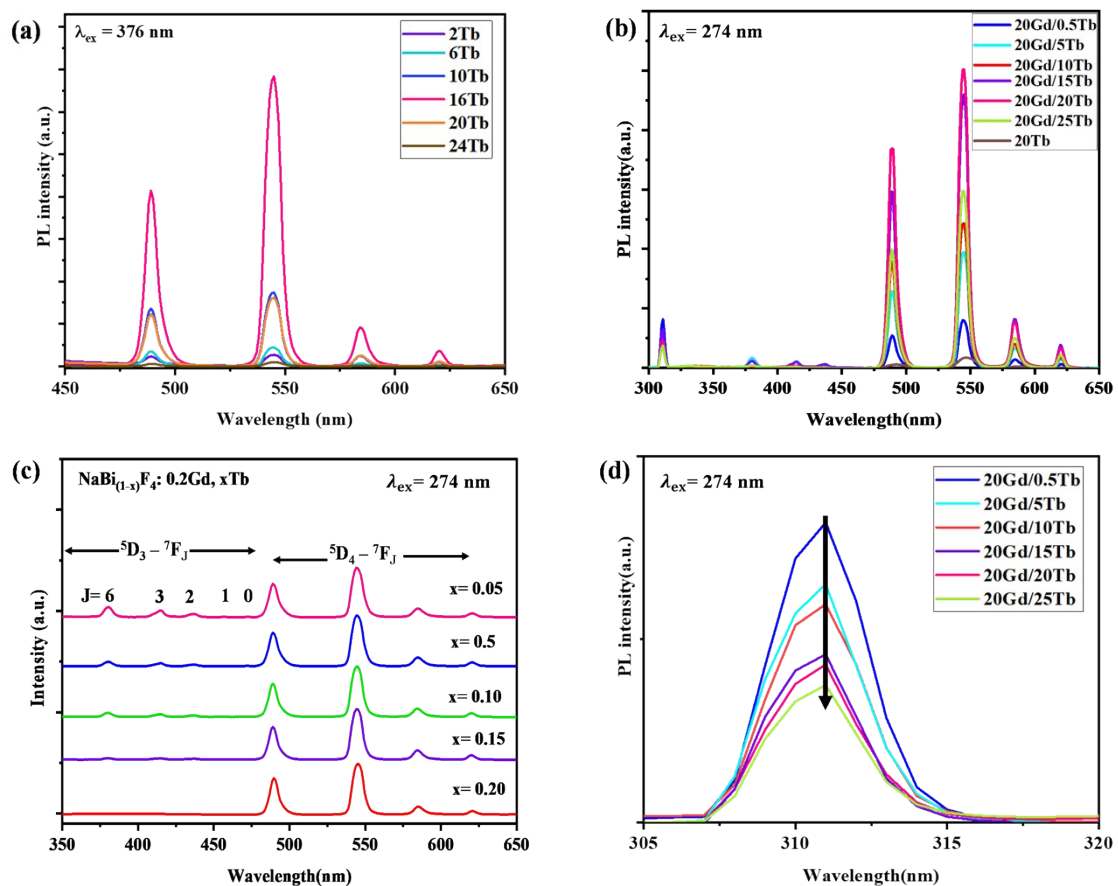 (a)
λex = 376 nm
2Tb
6Tb
10Tb
16Tb
20Tb
24Tb
PL intensity (a.u.)
450 500 550 600 650
Wavelength (nm)
(b)
λex= 274 nm
20Gd/0.5Tb
20Gd/5Tb
20Gd/10Tb
20Gd/15Tb
20Gd/20Tb
20Gd/25Tb
20Tb
PL intensity(a.u.)
300 350 400 450 500 550 600 650
Wavelength(nm)
(c)
NaBi(1-x)F4: 0.2Gd, xTb
λex= 274 nm
⁵D₃ – ⁷FJ
⁵D₄ – ⁷FJ
J= 6 3 2 1 0
x= 0.05
x= 0.5
x= 0.10
x= 0.15
x= 0.20
Intensity (a.u.)
350 400 450 500 550 600 650
Wavelength(nm)
(d)
λex= 274 nm
20Gd/0.5Tb
20Gd/5Tb
20Gd/10Tb
20Gd/15Tb
20Gd/20Tb
20Gd/25Tb
PL intensity(a.u.)
305 310 315 320
Wavelength(nm)